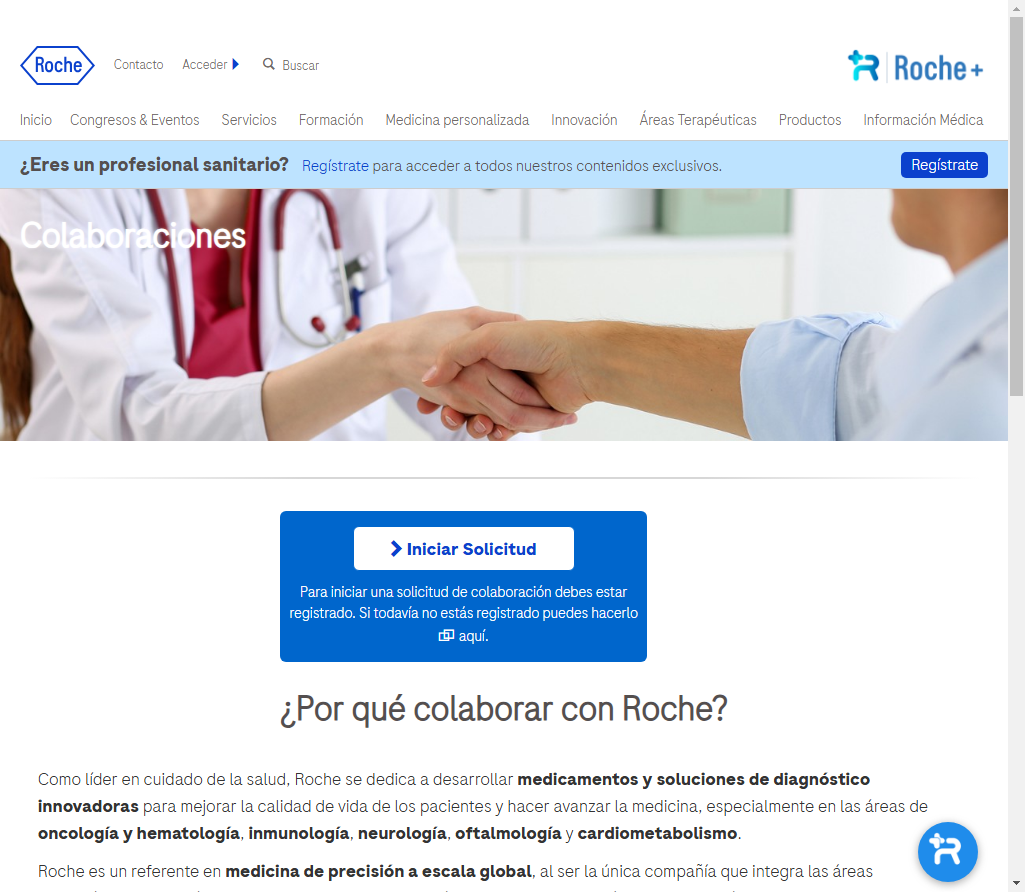 Roche
Contacto
Acceder
Buscar
Roche+
Inicio
Congresos & Eventos
Servicios
Formación
Medicina personalizada
Innovación
Áreas Terapéuticas
Productos
Información Médica
¿Eres un profesional sanitario?
Regístrate para acceder a todos nuestros contenidos exclusivos.
Regístrate
Colaboraciones
Iniciar Solicitud
Para iniciar una solicitud de colaboración debes estar
registrado. Si todavía no estás registrado puedes hacerlo
aquí.
¿Por qué colaborar con Roche?
Como líder en cuidado de la salud, Roche se dedica a desarrollar medicamentos y soluciones de diagnóstico
innovadoras para mejorar la calidad de vida de los pacientes y hacer avanzar la medicina, especialmente en las áreas de
oncología y hematología, inmunología, neurología, oftalmología y cardiometabolismo.
Roche es un referente en medicina de precisión a escala global, al ser la única compañía que integra las áreas